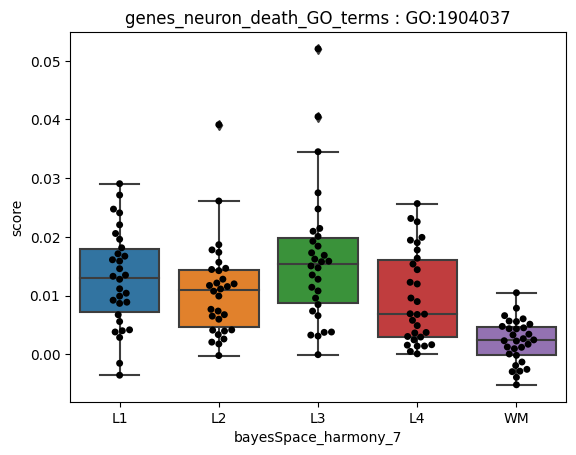 genes_neuron_death_GO_terms : GO:1904037
0.05
0.04
0.03
0.02
0.01
0.00
score
L1 L2 L3 L4 WM
bayesSpace_harmony_7